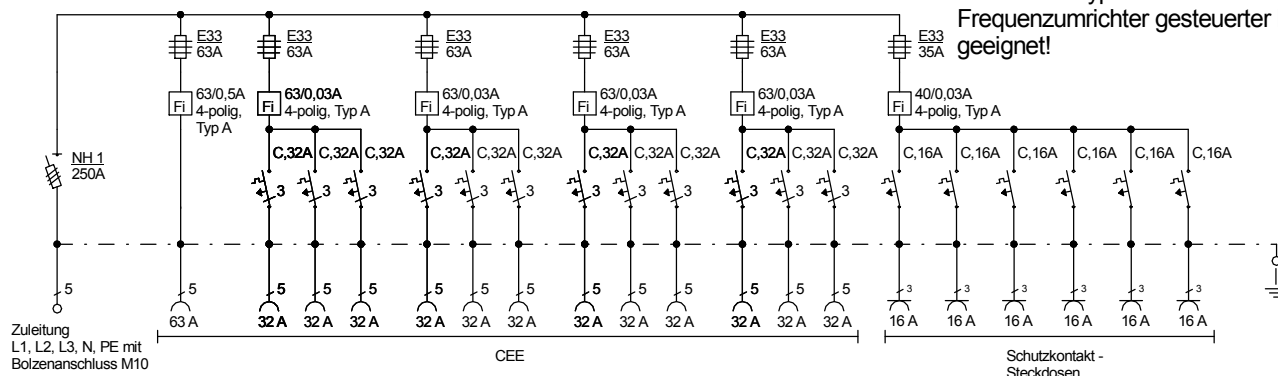 Frequenzumrichter gesteuerter
geeignet!
E33
63A
E33
63A
E33
63A
E33
63A
E33
63A
E33
35A
Fi
63/0,5A
4-polig,
Typ A
Fi
63/0,03A
4-polig, Typ A
Fi
63/0,03A
4-polig, Typ A
Fi
63/0,03A
4-polig, Typ A
Fi
63/0,03A
4-polig, Typ A
Fi
40/0,03A
4-polig, Typ A
NH 1
250A
C,32A C,32A C,32A C,32A C,32A C,32A C,32A C,32A C,32A C,32A C,32A C,32A C,16A C,16A C,16A C,16A C,16A C,16A
3 3 3 3 3 3 3 3 3 3 3 3
5 5 5 5 5 5 5 5 5 5 5 5 5 5 3 3 3 3 3 3
63 A 32 A 32 A 32 A 32 A 32 A 32 A 32 A 32 A 32 A 32 A 32 A 32 A 16 A 16 A 16 A 16 A 16 A 16 A
Zuleitung
L1, L2, L3, N, PE mit
Bolzenanschluss M10
CEE
Schutzkontakt -
Steckdosen